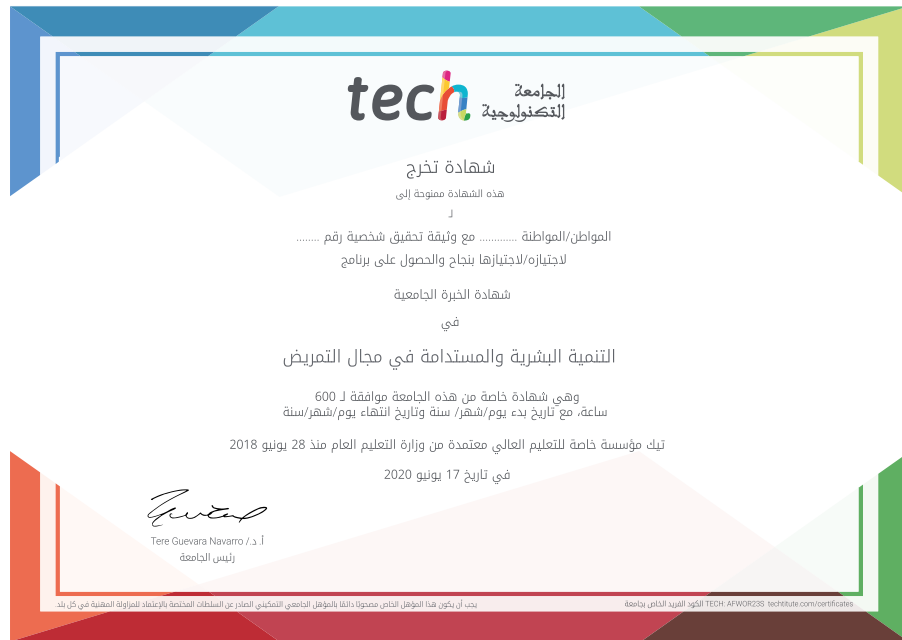 tech الجامعة
التكنولوجية
شهادة تخرج
هذه الشهادة ممنوحة إلى
لـ
المواطن/المواطنة ............. مع وثيقة تحقيق شخصية رقم ........
لاجتيازه/لاجتيازها بنجاح والحصول على برنامج
شهادة الخبرة الجامعية
في
التنمية البشرية والمستدامة في مجال التمريض
وهي شهادة خاصة من هذه الجامعة موافقة لـ 600
ساعة، مع تاريخ بدء يوم/شهر/ سنة وتاريخ انتهاء يوم/شهر/سنة
تيك مؤسسة خاصة للتعليم العالي معتمدة من وزارة التعليم العام منذ 28 يونيو 2018
في تاريخ 17 يونيو 2020
أ. د./ Tere Guevara Navarro
رئيس الجامعة
يجب أن يكون هذا المؤهل الخاص مصحوبًا دائمًا بالمؤهل الجامعي التمكيني الصادر عن السلطات المختصة بالإعتماد للمزاولة المهنية في كل بلد.
الكود الفريد الخاص بجامعة TECH: AFWOR23S techtitute.com/certificates